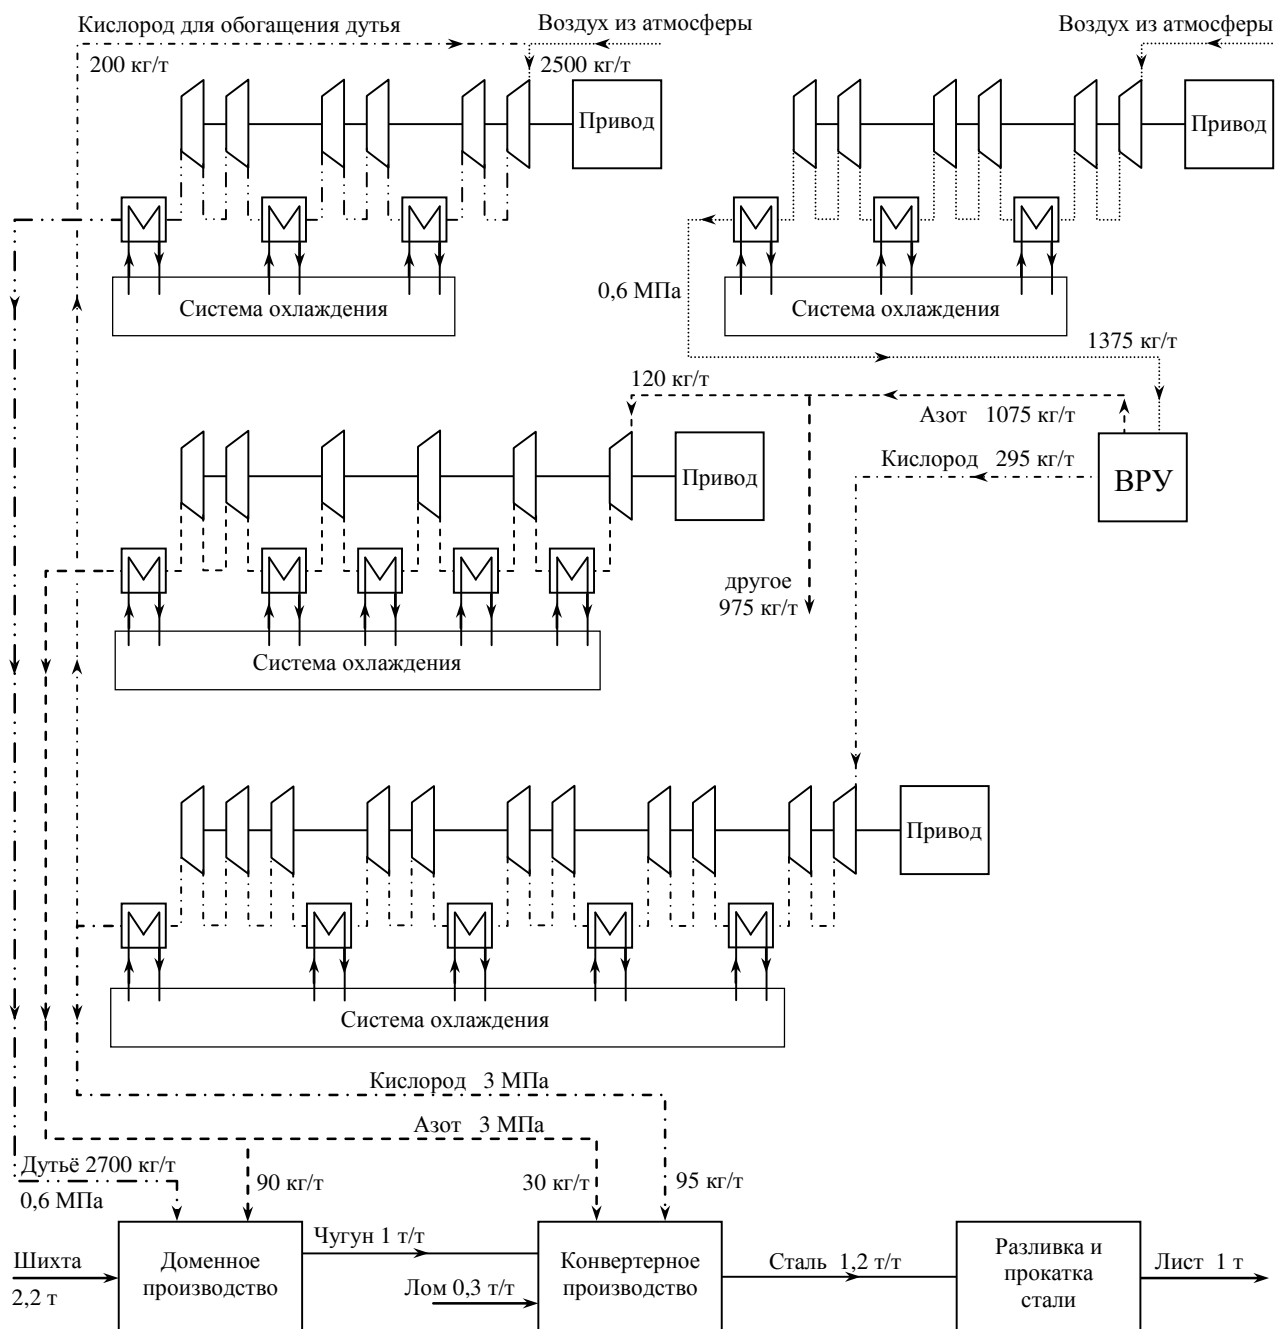 Кислород для обогащения дутья
Воздух из атмосферы
Воздух из атмосферы
200 кг/т
2500 кг/т
Привод
Привод
0,6 МПа
Система охлаждения
Система охлаждения
1375 кг/т
120 кг/т
Азот 1075 кг/т
Кислород 295 кг/т
Привод
ВРУ
другое
975 кг/т
Система охлаждения
Привод
Система охлаждения
Кислород 3 МПа
Азот 3 МПа
Дутьё 2700 кг/т
0,6 МПа
90 кг/т
30 кг/т
95 кг/т
Шихта
2,2 т
Доменное
производство
Чугун 1 т/т
Лом 0,3 т/т
Конвертерное
производство
Сталь 1,2 т/т
Разливка и
прокатка
стали
Лист 1 т